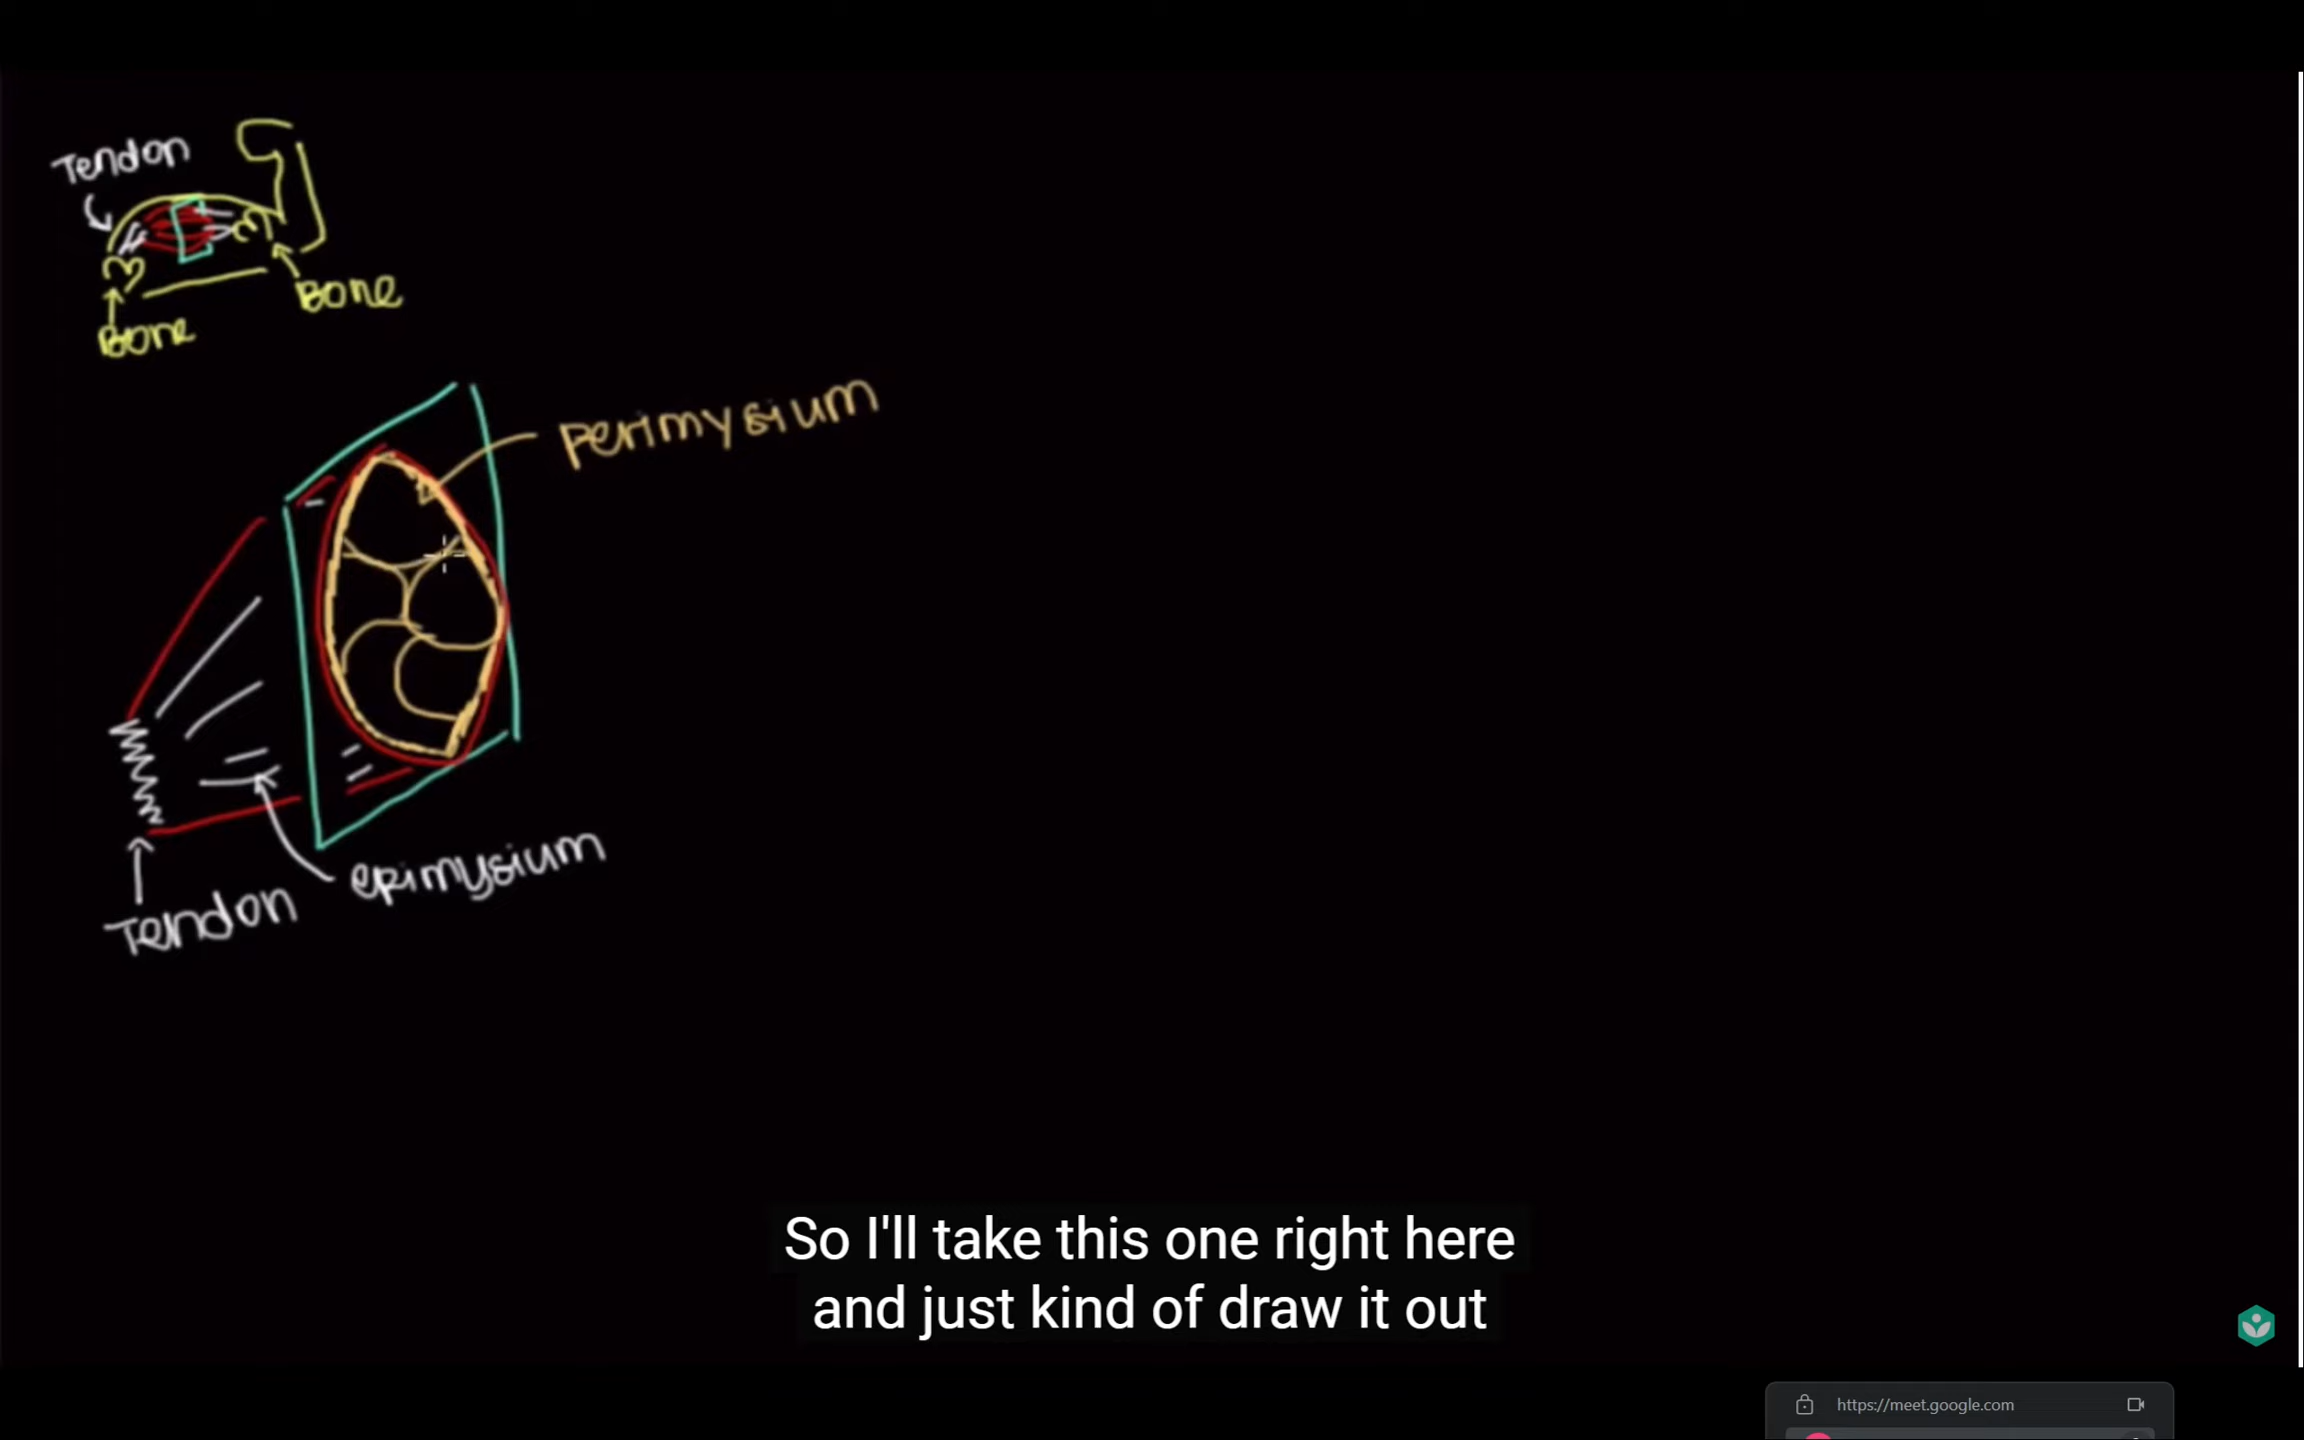 Tendon
Bone
Bone
Perimysium
epimysium
Tendon
So I'll take this one right here
and just kind of draw it out
https://meet.google.com